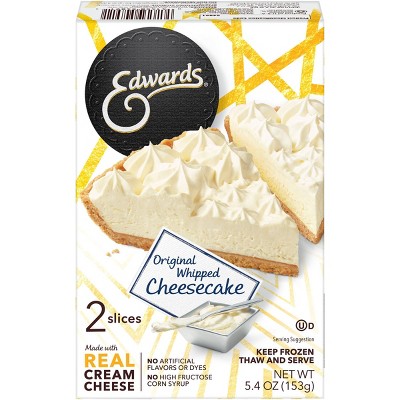 Edwards®
Original
Whipped
Cheesecake
2 slices
Made with
REAL
CREAM
CHEESE
NO ARTIFICIAL
FLAVORS OR DYES
NO HIGH FRUCTOSE
CORN SYRUP
U D
Serving Suggestion
KEEP FROZEN
THAW AND SERVE
NET WT
5.4 OZ (153g)